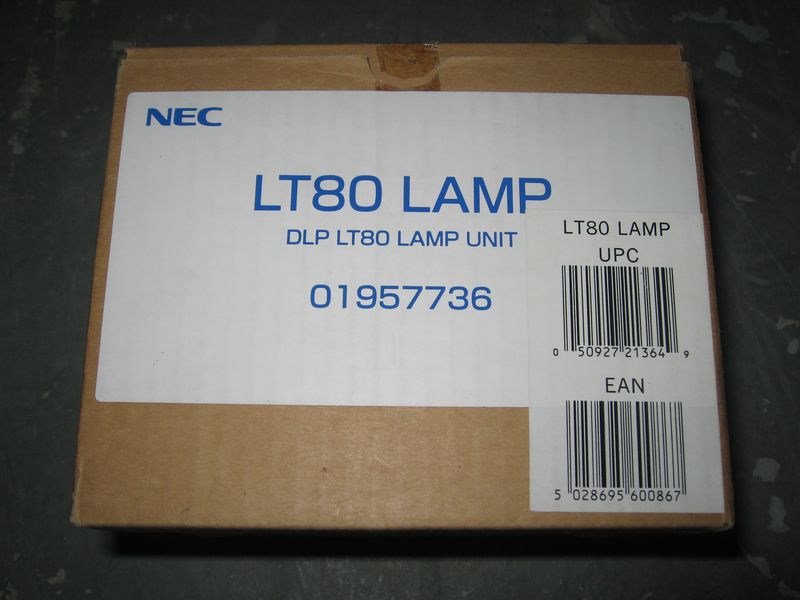 NEC
LT80 LAMP
DLP LT80 LAMP UNIT
01957736
LT80 LAMP
UPC
0 50927 21364 9
EAN
5 028695 600867